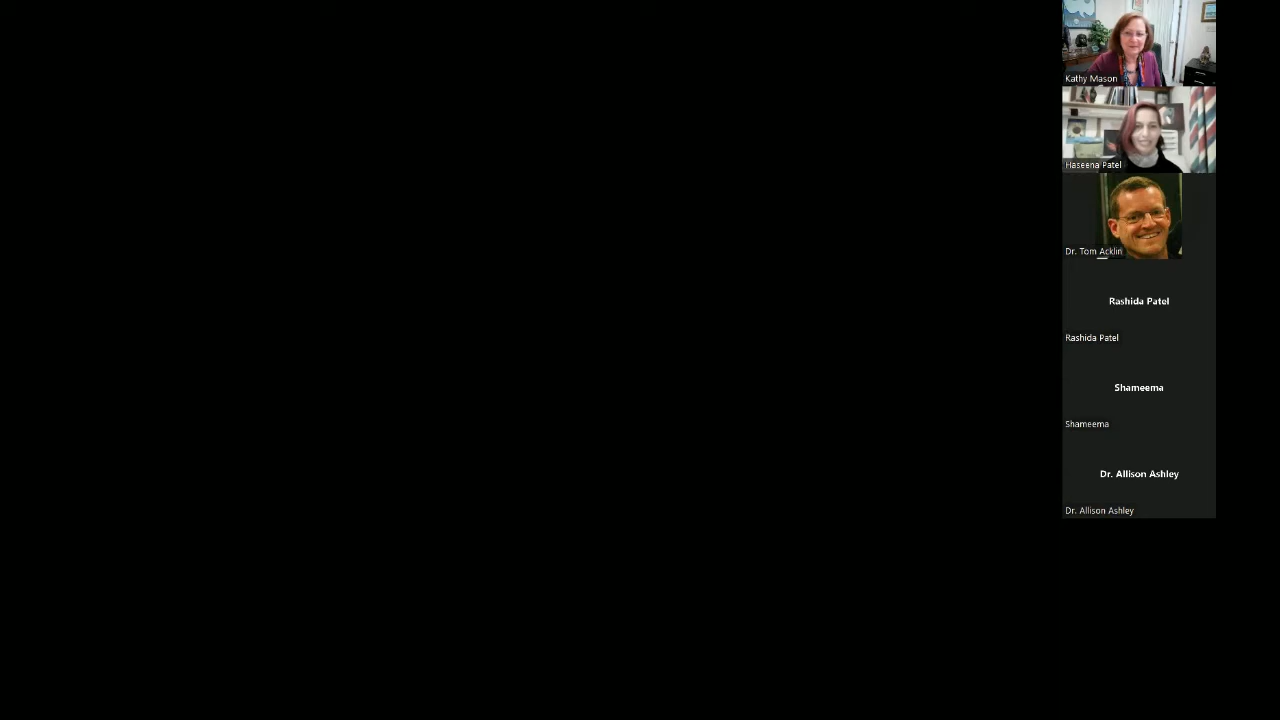 Kathy Mason
Haseena Patel
Dr. Tom Acklin
Rashida Patel
Rashida Patel
Shameema
Shameema
Dr. Allison Ashley
Dr. Allison Ashley